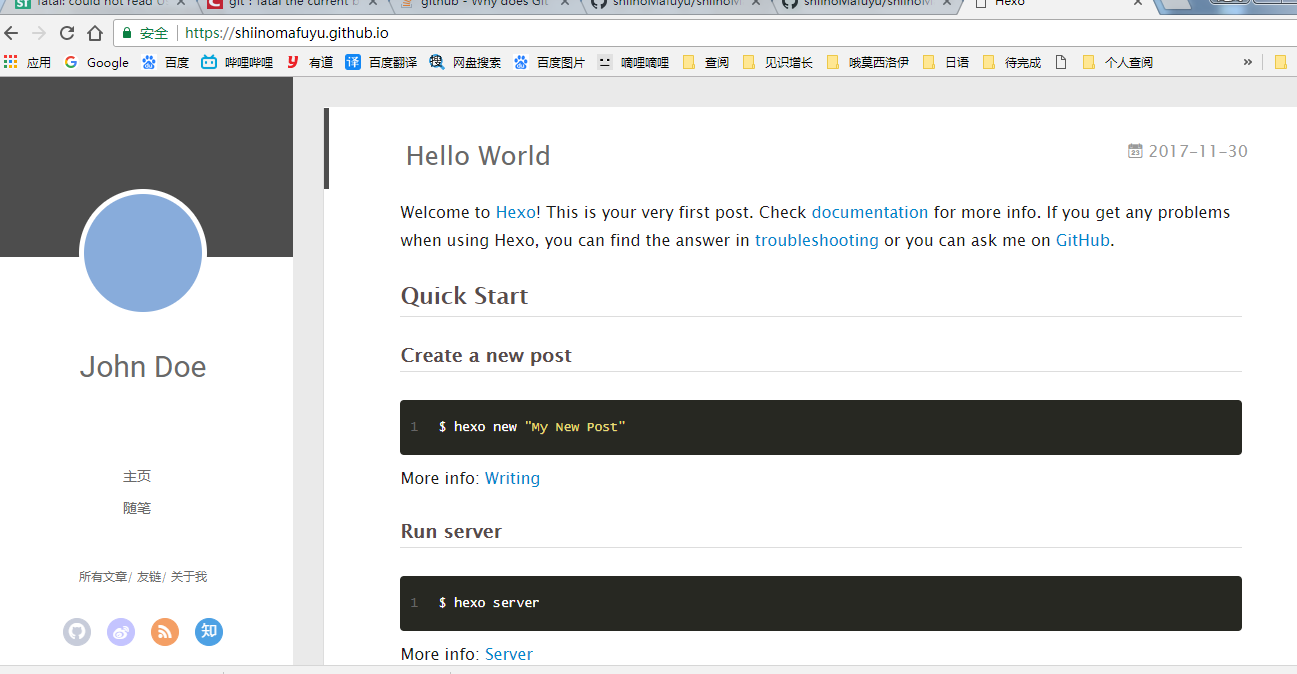 fatal: could not read U
git : fatal the current b
github - Why does Git
shiinoMafuyu/shiinoM
shiinoMafuyu/shiinoM
Hexo
安全 https://shiinomafuyu.github.io
应用 Google 百度 哔哩哔哩 有道 百度翻译 网盘搜索 百度图片 嘀哩嘀哩 查阅 见识增长 哦莫西洛伊 日语 待完成 个人查阅 »
Hello World
2017-11-30
Welcome to Hexo! This is your very first post. Check documentation for more info. If you get any problems
when using Hexo, you can find the answer in troubleshooting or you can ask me on GitHub.
Quick Start
Create a new post
1 $ hexo new "My New Post"
More info: Writing
Run server
1 $ hexo server
More info: Server
John Doe
主页
随笔
所有文章/ 友链/ 关于我
知